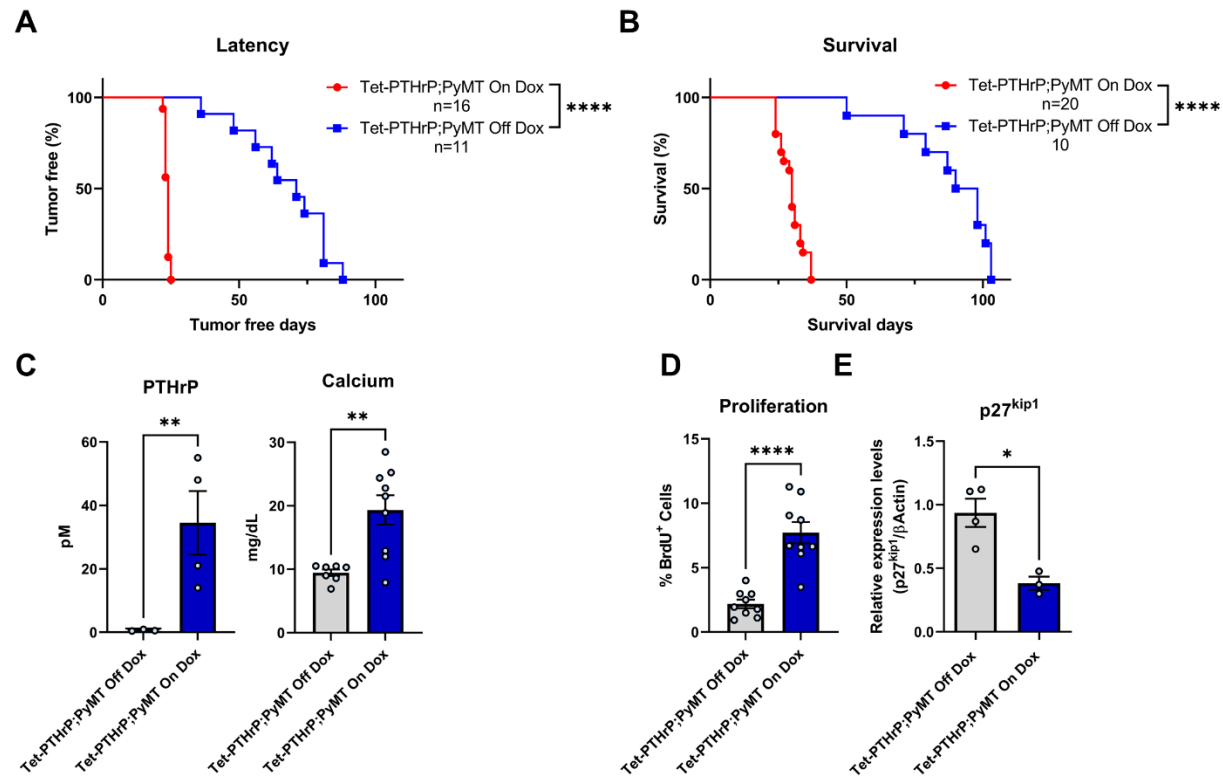 A
Latency
Tet-PTHrP;PyMT On Dox
n=16
Tet-PTHrP;PyMT Off Dox
n=11
****
Tumor free (%)
100
50
0
0
50
100
Tumor free days
B
Survival
Tet-PTHrP;PyMT On Dox
n=20
Tet-PTHrP;PyMT Off Dox
10
****
Survival (%)
100
50
0
0
50
100
Survival days
C
PTHrP
**
pM
60
40
20
0
Tet-PTHrP;PyMT Off Dox
Tet-PTHrP;PyMT On Dox
Calcium
**
mg/dL
30
20
10
0
Tet-PTHrP;PyMT Off Dox
Tet-PTHrP;PyMT On Dox
D
Proliferation
****
% BrdU⁺ Cells
15
10
5
0
Tet-PTHrP;PyMT Off Dox
Tet-PTHrP;PyMT On Dox
E
p27ᵏⁱᵖ¹
*
Relative expression levels
(p27ᵏⁱᵖ¹/βActin)
1.5
1.0
0.5
0.0
Tet-PTHrP;PyMT Off Dox
Tet-PTHrP;PyMT On Dox